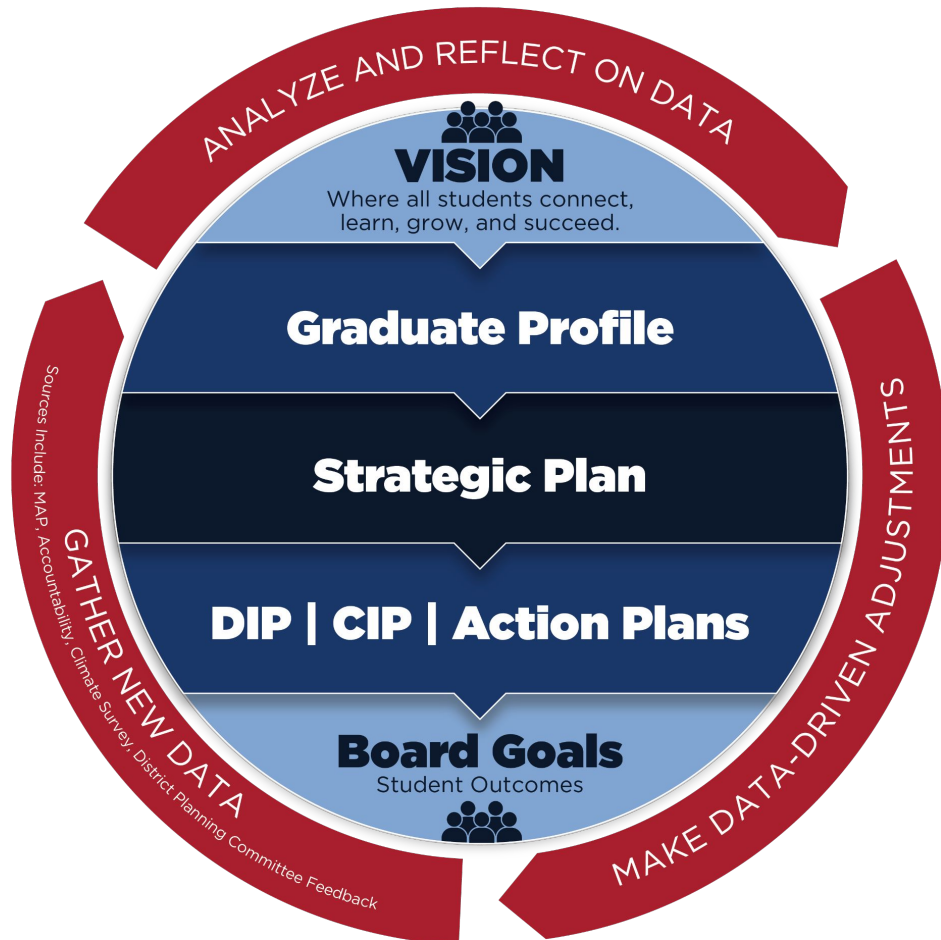 ANALYZE AND REFLECT ON DATA
VISION
Where all students connect,
learn, grow, and succeed.
Graduate Profile
Strategic Plan
DIP | CIP | Action Plans
Board Goals
Student Outcomes
MAKE DATA-DRIVEN ADJUSTMENTS
GATHER NEW DATA
Sources Include: MAP, Accountability, Climate Survey, District Planning Committee Feedback